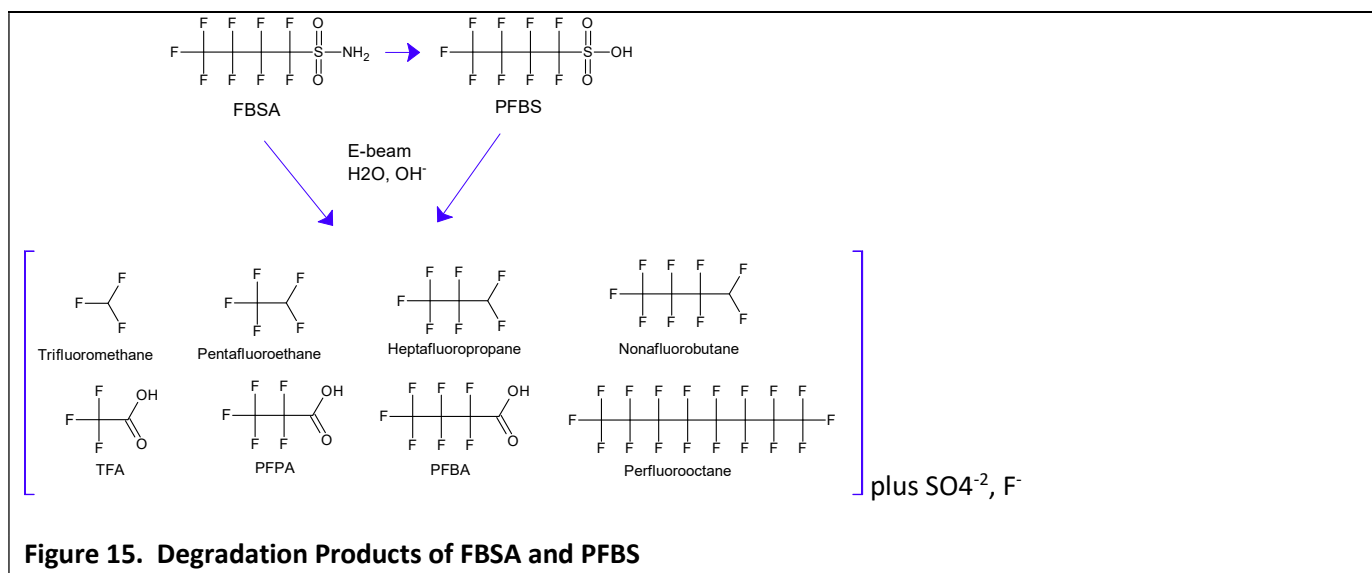 F F F F O F F F F O
F S NH₂ F S OH
F F F F O F F F F O
FBSA PFBS
E-beam
H2O, OH⁻
F F F F F F F F F F
F F F F
F F F F F F F F F F
Trifluoromethane Pentafluoroethane Heptafluoropropane Nonafluorobutane
F OH F F OH F F F OH F F F F F F F F
F F F F F
F O F F O F F F O F F F F F F F F
TFA PFPA PFBA Perfluorooctane
plus SO4⁻², F⁻
Figure 15. Degradation Products of FBSA and PFBS